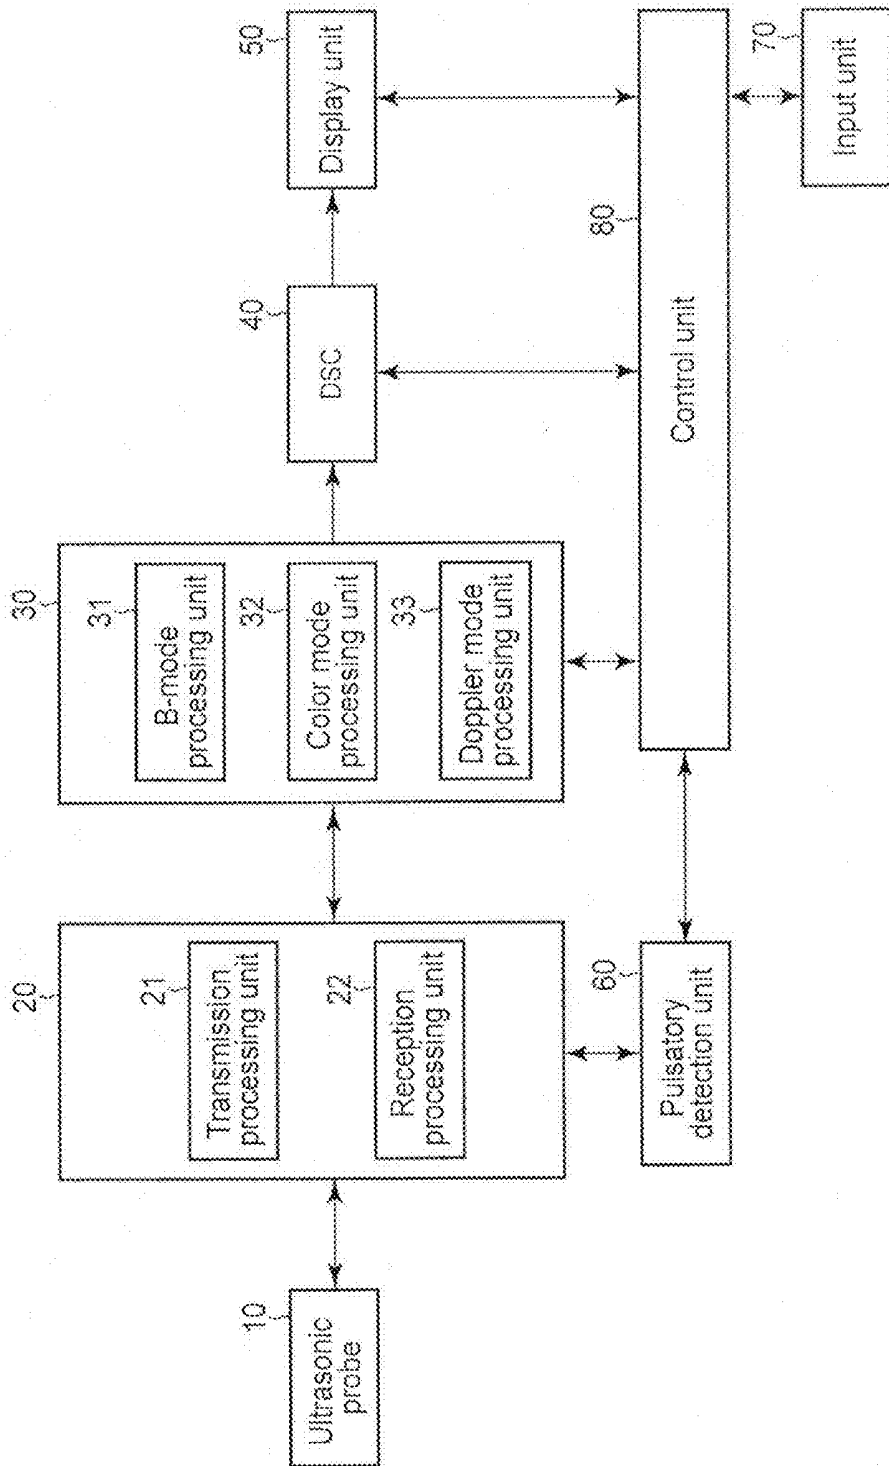 10
Ultrasonic
probe
20
21
Transmission
processing unit
22
Reception
processing unit
30
31
B-mode
processing unit
32
Color mode
processing unit
33
Doppler mode
processing unit
40
DSC
50
Display unit
60
Pulsatory
detection unit
80
Control unit
70
Input unit